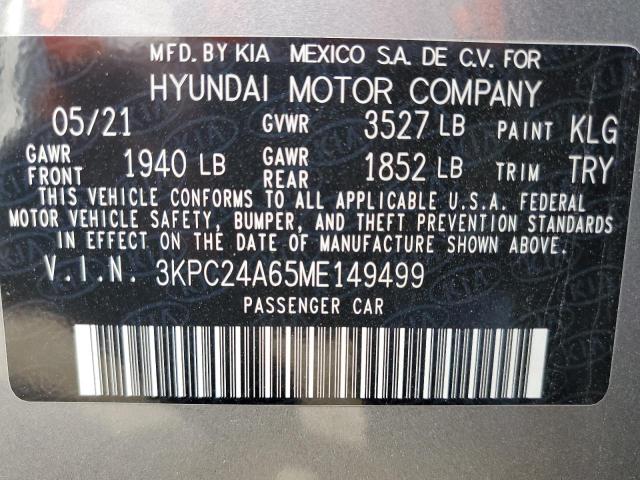 MFD. BY KIA MEXICO S.A. DE C.V. FOR
HYUNDAI MOTOR COMPANY
05/21 GVWR 3527 LB PAINT KLG
GAWR FRONT 1940 LB GAWR REAR 1852 LB TRIM TRY
THIS VEHICLE CONFORMS TO ALL APPLICABLE U.S.A. FEDERAL
MOTOR VEHICLE SAFETY, BUMPER, AND THEFT PREVENTION STANDARDS
IN EFFECT ON THE DATE OF MANUFACTURE SHOWN ABOVE.
V.I.N. 3KPC24A65ME149499
PASSENGER CAR